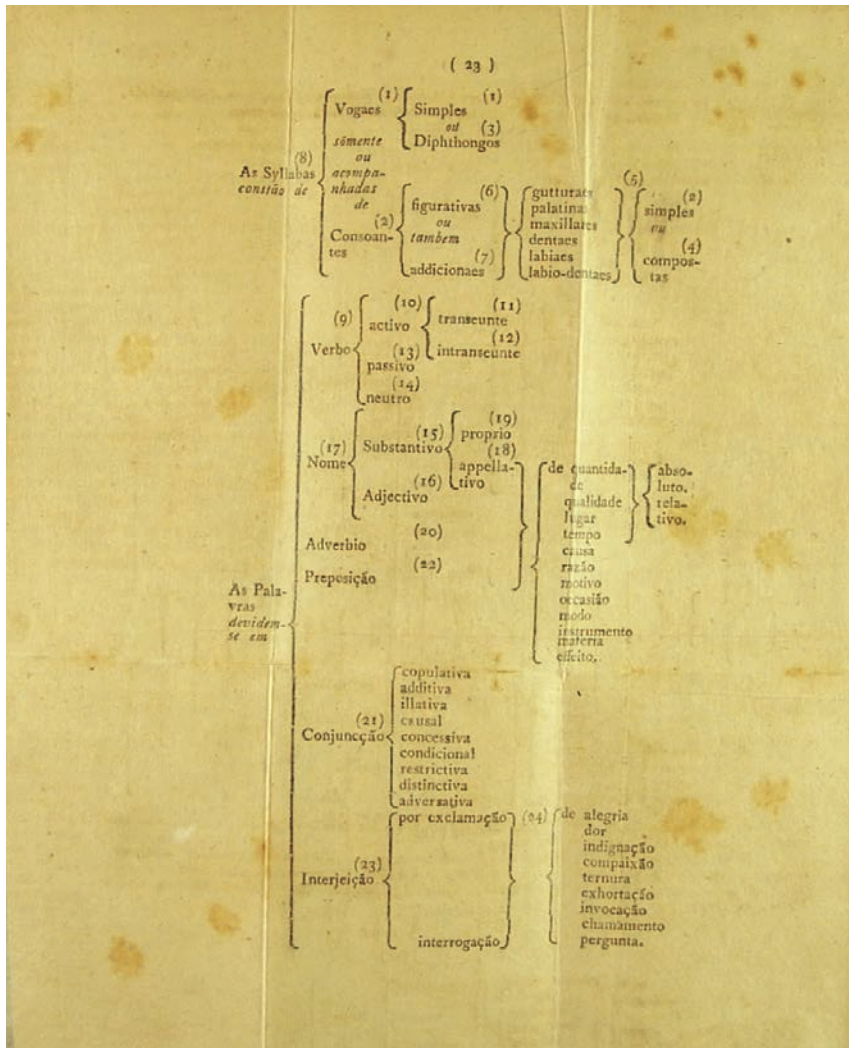 ( 23 )
(1) (1)
Vogaes Simples
sómente ou (3)
ou Diphthongos
(8)
As Syllabas acompa-
constão de nhadas (6) gutturaes (5)
de figurativas palatinas (2)
(2) ou maxillares simples
Consoan- tambem dentaes ou
tes (7) labiaes (4)
addicionaes labio-dentaes compos-
tas
(10) (11)
(9) activo transeunte
(12)
Verbo (13) intranseunte
passivo
(14)
neutro
(19)
(15) proprio
(17) Substantivo (18)
Nome appella- de quantida- abso-
(16) tivo de luto.
Adjectivo qualidade rela-
lugar tivo.
(20) tempo
Adverbio causa
(22) razão
Preposição motivo
As Pala- occasião
vras modo
devidem- instrumento
se em materia
effeito.
copulativa
additiva
illativa
(21) causal
Conjuncção concessiva
condicional
restrictiva
distinctiva
adversativa
por exclamação (24) de alegria
dor
indignação
(23) compaixão
Interjeição ternura
exhortação
invocação
chamamento
interrogação pergunta.